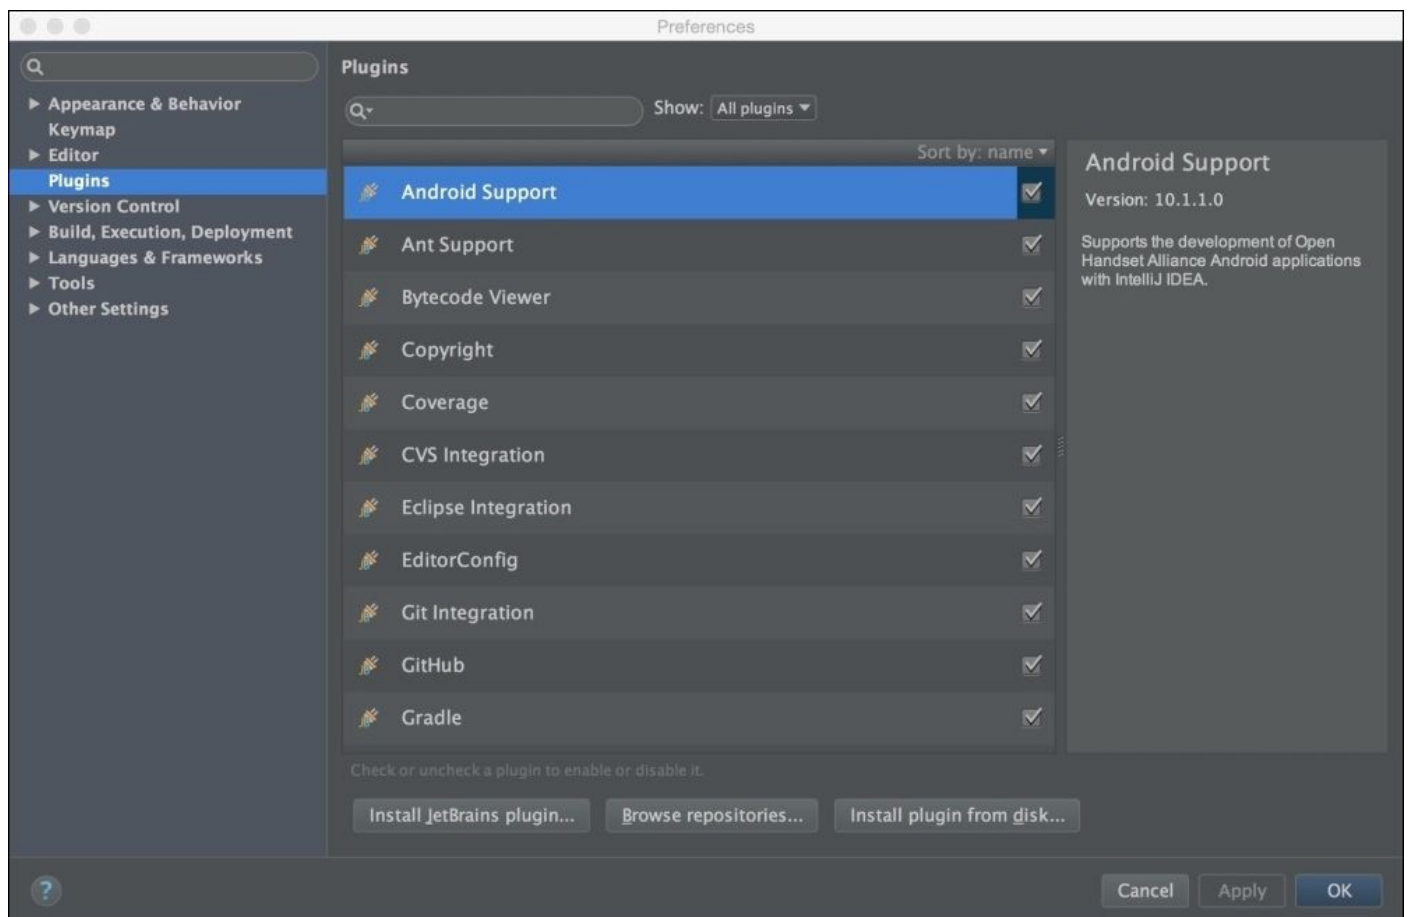 Preferences
Appearance & Behavior
Keymap
Editor
Plugins
Version Control
Build, Execution, Deployment
Languages & Frameworks
Tools
Other Settings
Plugins
Show: All plugins
Sort by: name
Android Support
Ant Support
Bytecode Viewer
Copyright
Coverage
CVS Integration
Eclipse Integration
EditorConfig
Git Integration
GitHub
Gradle
Android Support
Version: 10.1.1.0
Supports the development of Open
Handset Alliance Android applications
with IntelliJ IDEA.
Check or uncheck a plugin to enable or disable it.
Install JetBrains plugin...
Browse repositories...
Install plugin from disk...
?
Cancel
Apply
OK